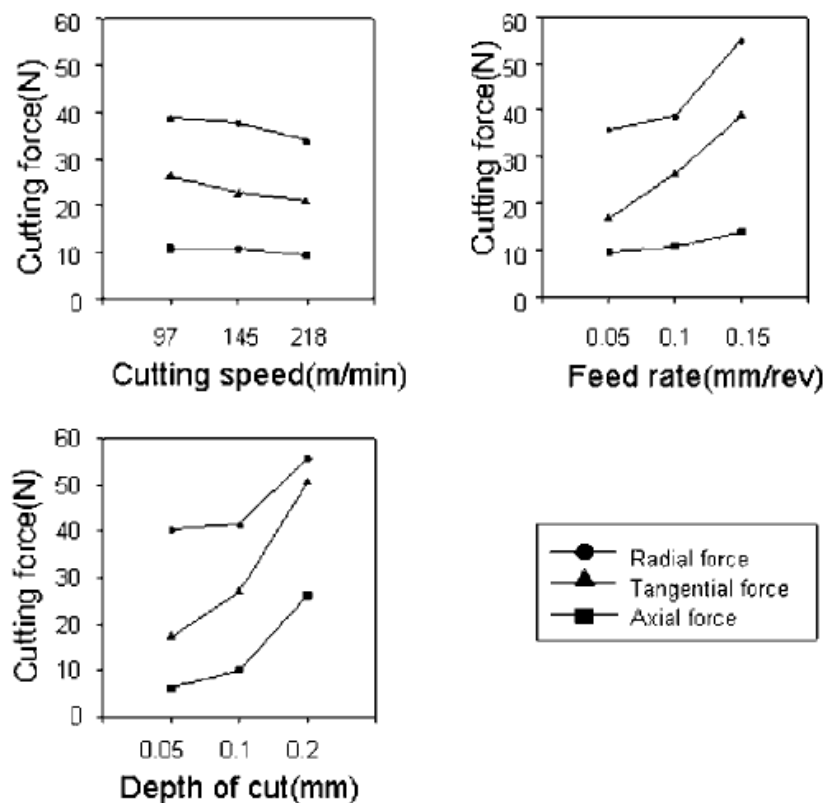 60
50
40
30
20
10
0
Cutting force(N)
97 145 218
Cutting speed(m/min)
60
50
40
30
20
10
0
Cutting force(N)
0.05 0.1 0.15
Feed rate(mm/rev)
60
50
40
30
20
10
0
Cutting force(N)
0.05 0.1 0.2
Depth of cut(mm)
Radial force
Tangential force
Axial force